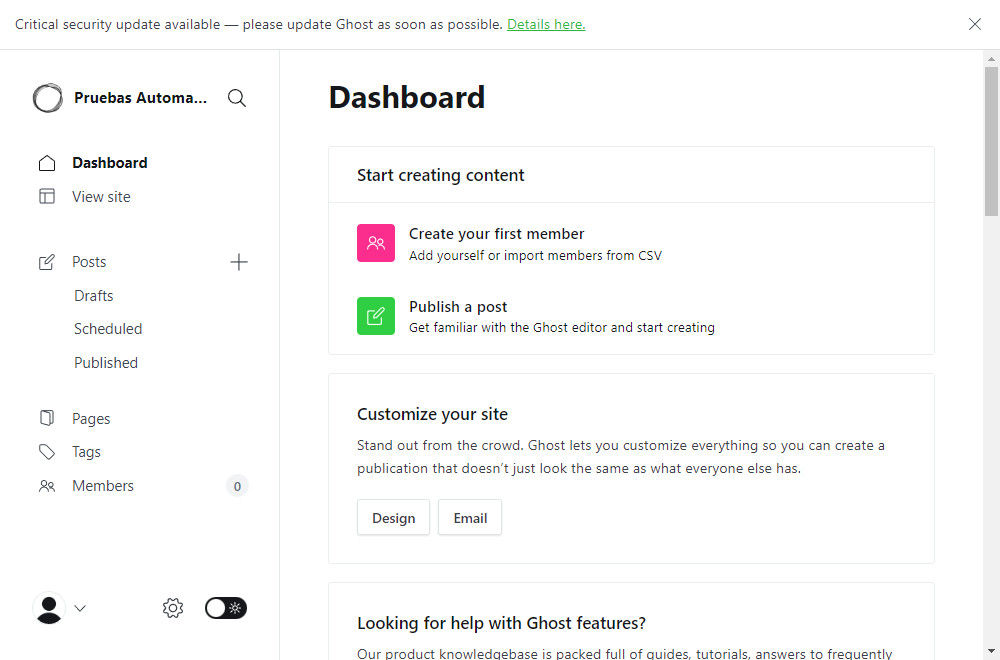 Critical security update available — please update Ghost as soon as possible. Details here.
Pruebas Automa...
Dashboard
View site
Posts
Drafts
Scheduled
Published
Pages
Tags
Members 0
Dashboard
Start creating content
Create your first member
Add yourself or import members from CSV
Publish a post
Get familiar with the Ghost editor and start creating
Customize your site
Stand out from the crowd. Ghost lets you customize everything so you can create a
publication that doesn’t just look the same as what everyone else has.
Design Email
Looking for help with Ghost features?
Our product knowledgebase is packed full of guides, tutorials, answers to frequently